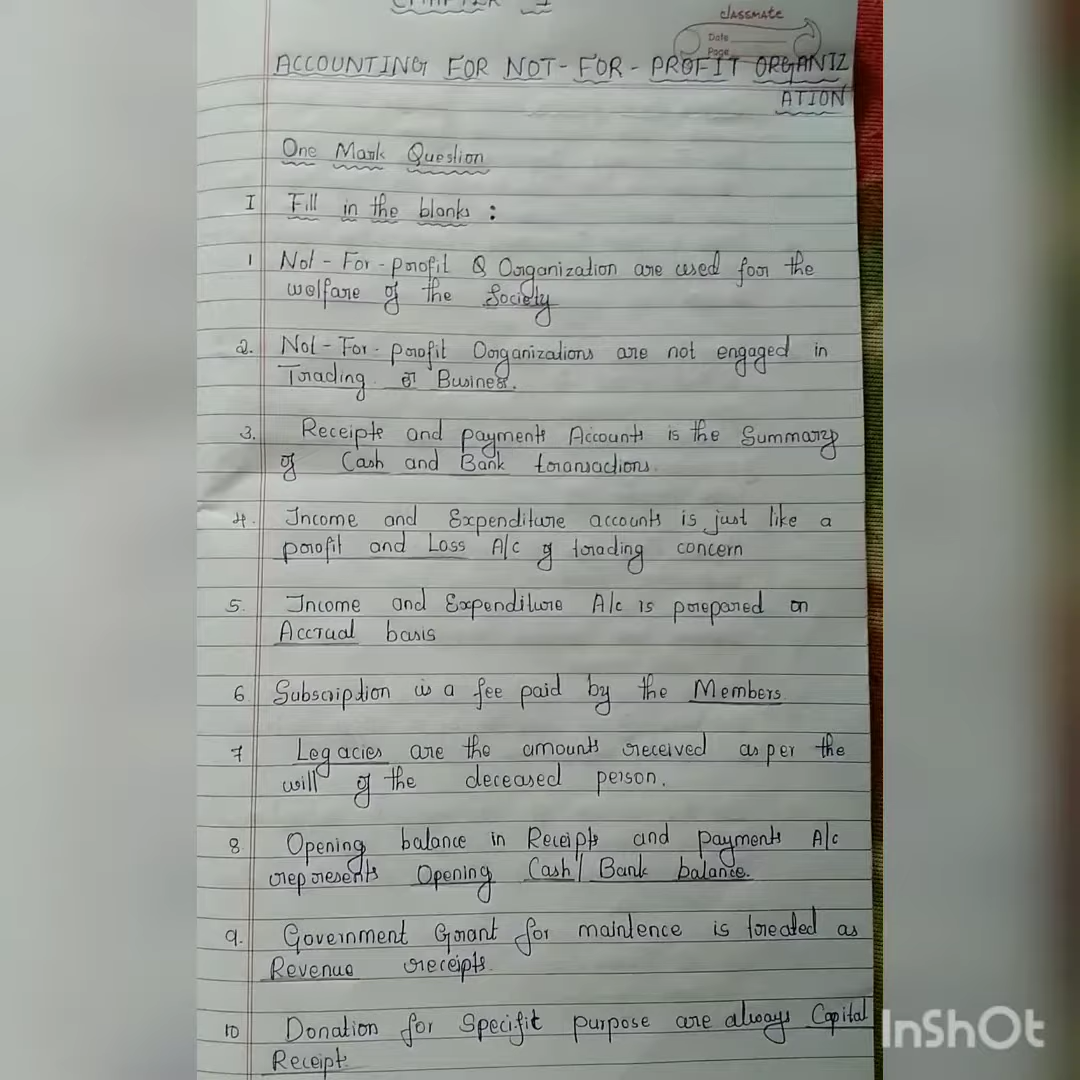 CHAPTER - 1
classmate
Date
Page
ACCOUNTING FOR NOT-FOR-PROFIT ORGANIZ
ATION
One Mark Question
I Fill in the blanks :
1 Not-For-profit Organization are used for the
welfare of the Society
2. Not-For-profit Organizations are not engaged in
Trading or Business.
3. Receipts and payments Accounts is the Summary
of Cash and Bank transactions.
4. Income and Expenditure accounts is just like a
profit and Loss A/c of trading concern
5. Income and Expenditure A/c is prepared on
Accrual basis
6 Subscription is a fee paid by the Members.
7 Legacies are the amounts received as per the
will of the deceased person.
8. Opening balance in Receipts and payments A/c
represents Opening Cash/Bank balance.
9. Government Grant for maintence is treated as
Revenue receipts.
10 Donation for Specifit purpose are always Capital
Receipt.
InShOt